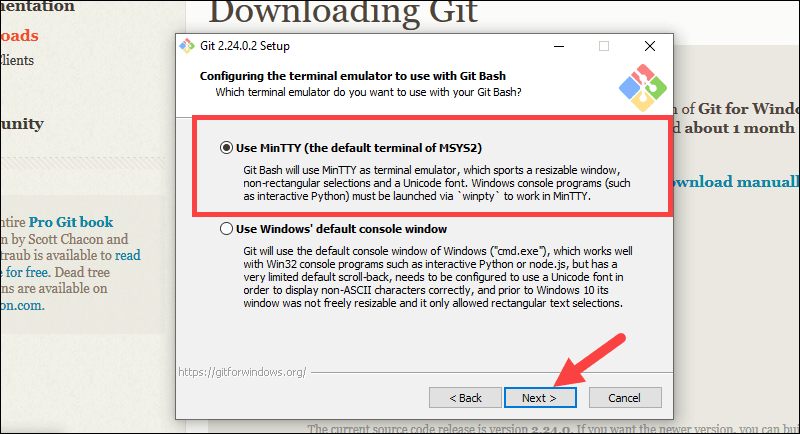 Downloading Git
mentation
oads
Clients
unity
ntire Pro Git book
n by Scott Chacon and
traub is available to read
e for free. Dead tree
ns are available on
on.com.
Git 2.24.0.2 Setup
Configuring the terminal emulator to use with Git Bash
Which terminal emulator do you want to use with your Git Bash?
Use MinTTY (the default terminal of MSYS2)
Git Bash will use MinTTY as terminal emulator, which sports a resizable window,
non-rectangular selections and a Unicode font. Windows console programs (such
as interactive Python) must be launched via `winpty` to work in MinTTY.
Use Windows' default console window
Git will use the default console window of Windows ("cmd.exe"), which works well
with Win32 console programs such as interactive Python or node.js, but has a
very limited default scroll-back, needs to be configured to use a Unicode font in
order to display non-ASCII characters correctly, and prior to Windows 10 its
window was not freely resizable and it only allowed rectangular text selections.
https://gitforwindows.org/
< Back
Next >
Cancel
n of Git for Window
d about 1 month
ownload manuall
The current source code release is version 2.24.0. If you want the newer version, you can bui